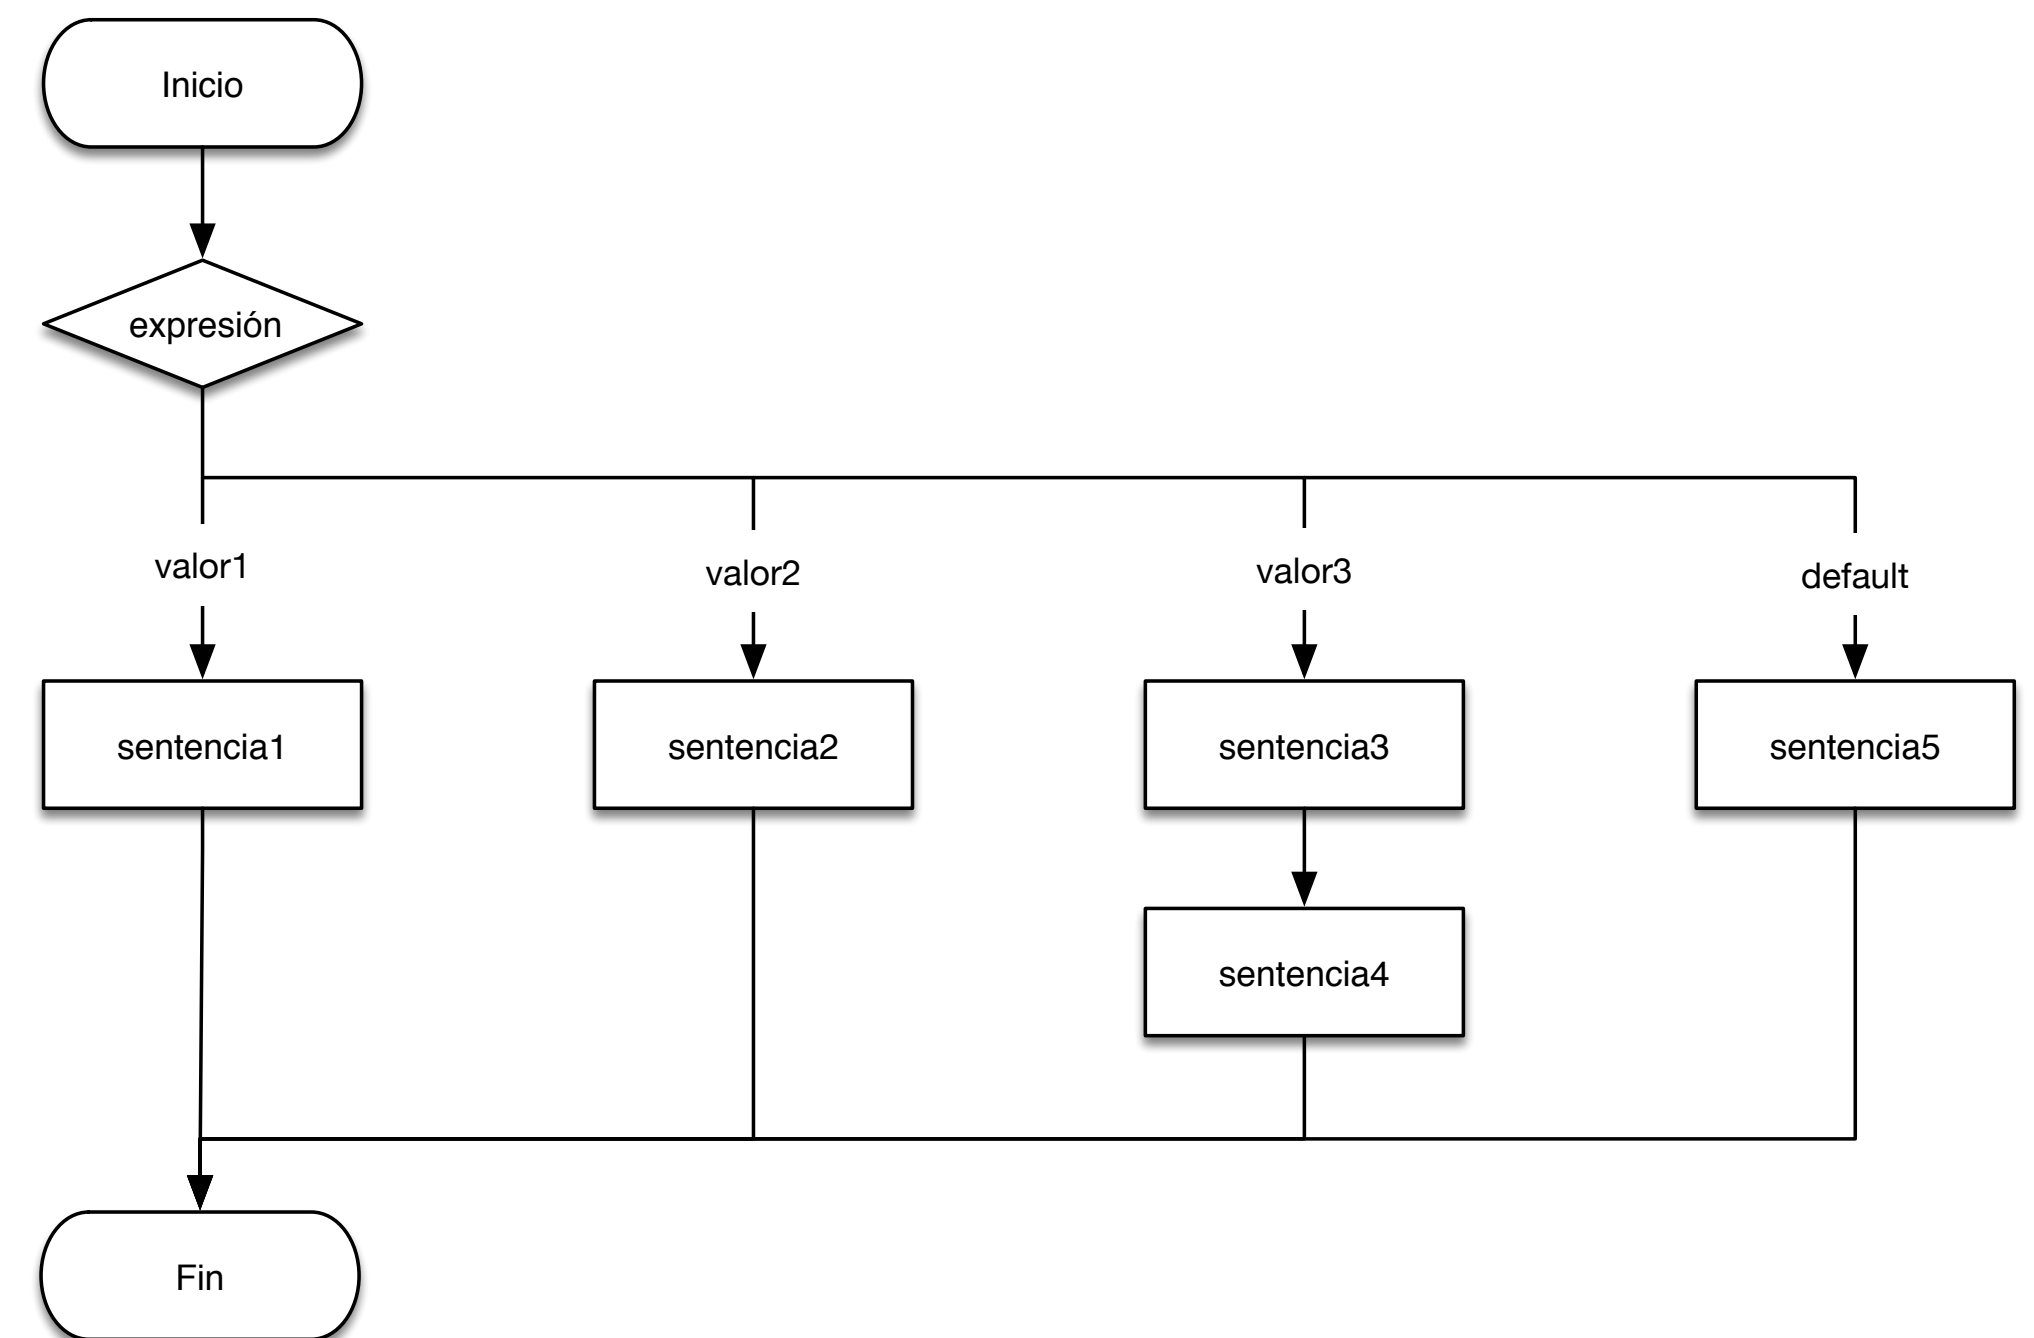 Inicio
expresión
valor1
valor2
valor3
default
sentencia1
sentencia2
sentencia3
sentencia5
sentencia4
Fin